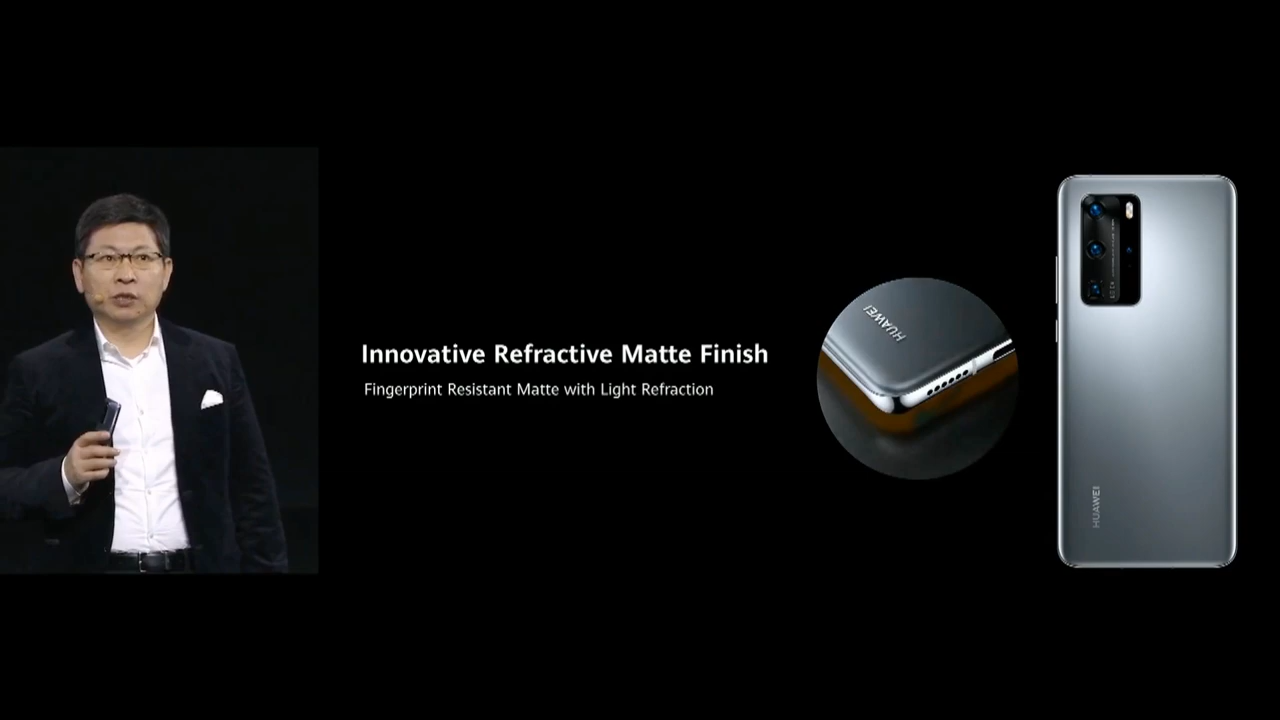 Innovative Refractive Matte Finish
Fingerprint Resistant Matte with Light Refraction
HUAWEI
HUAWEI